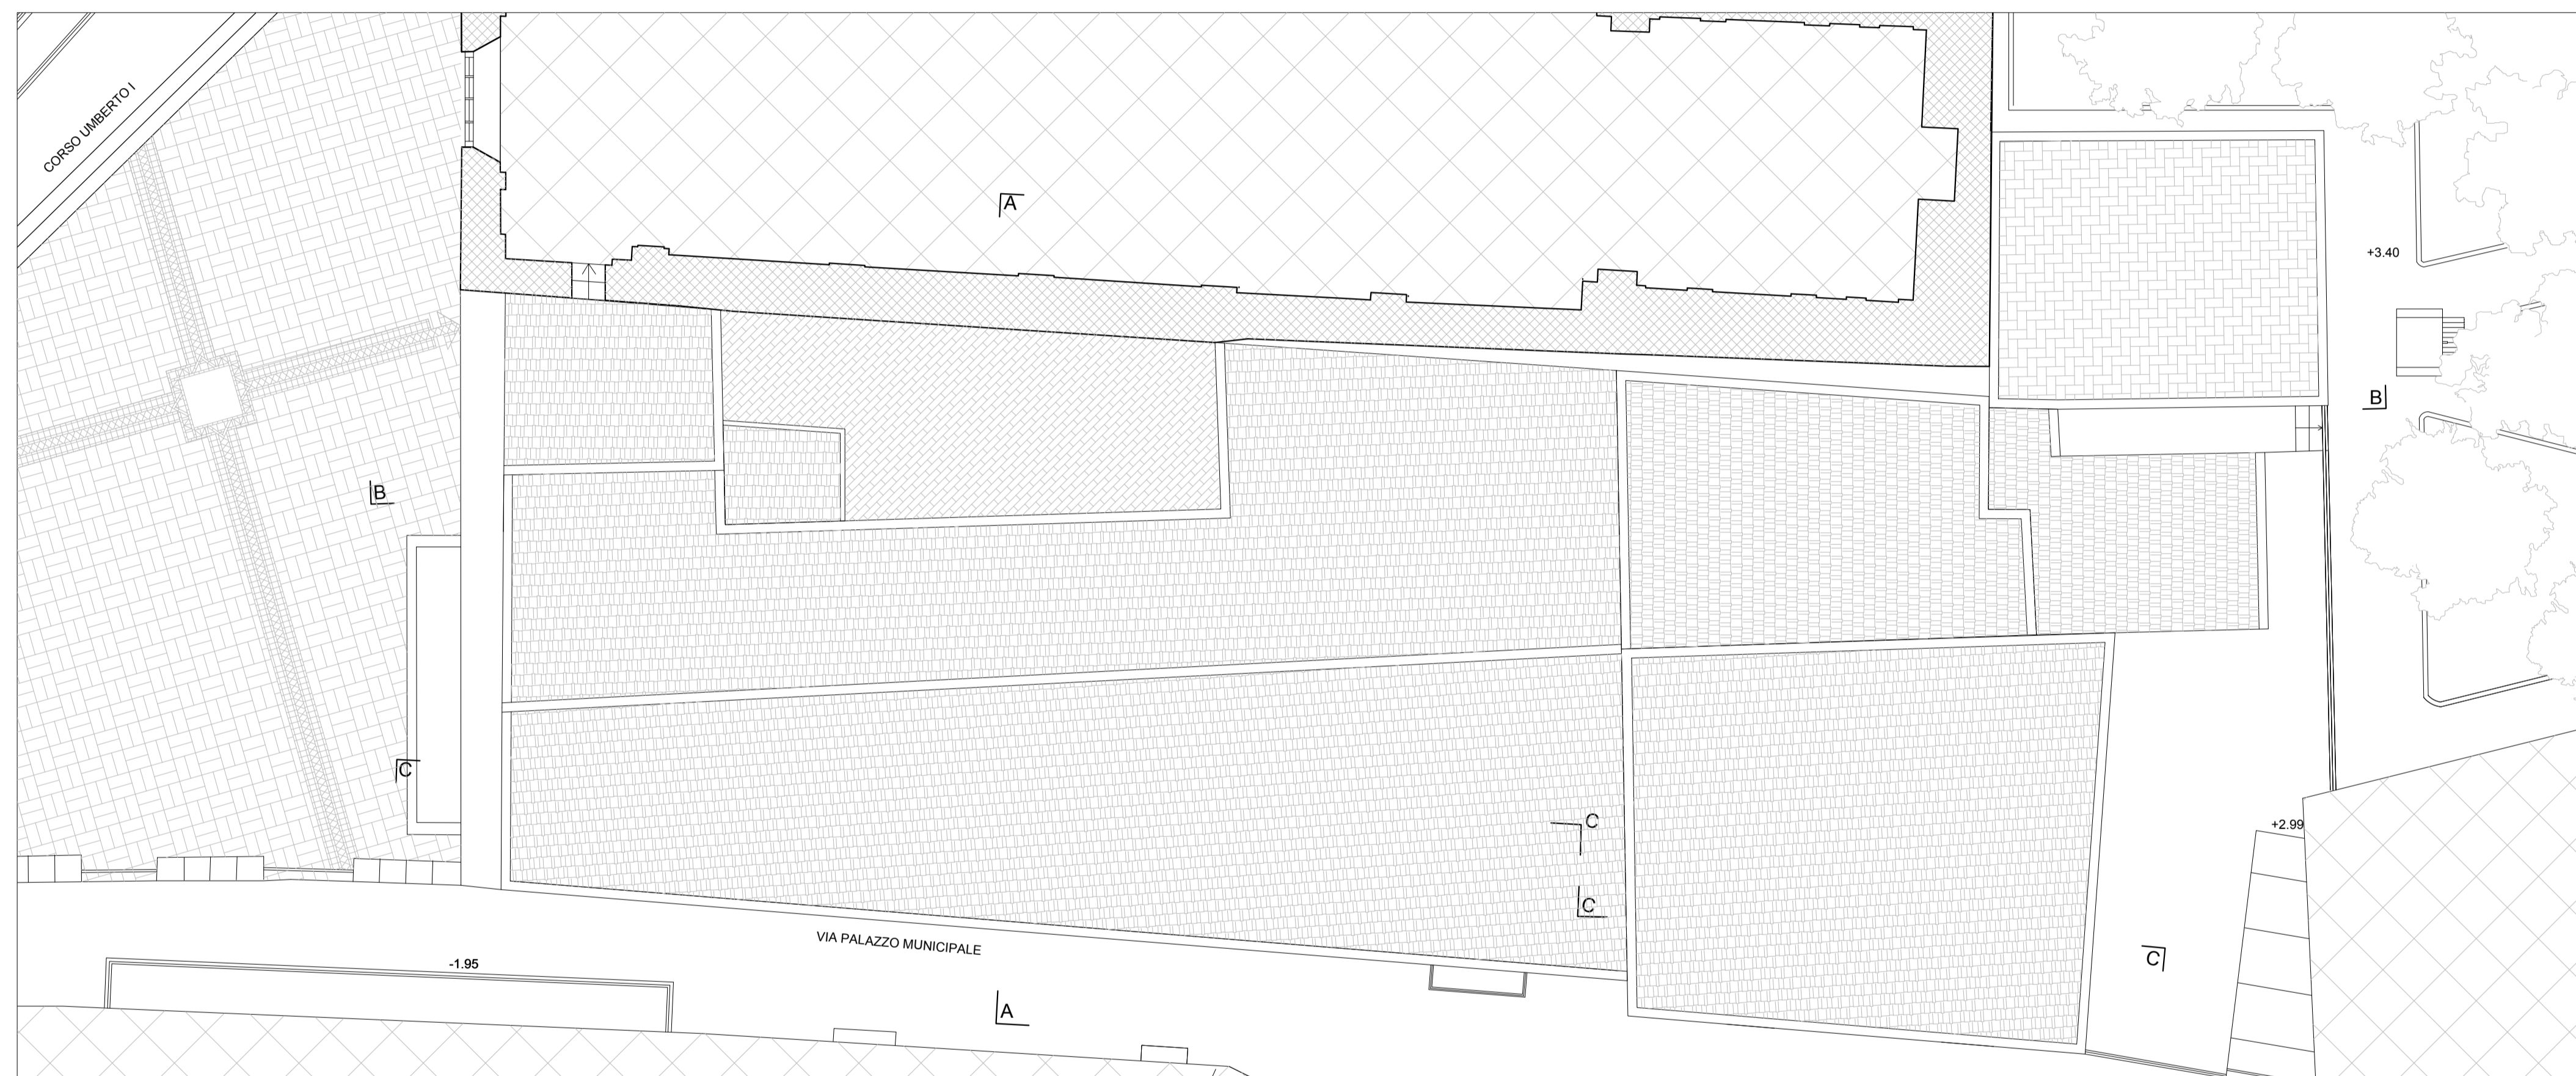 CORSO UMBERTO I
A
+3.40
B
B
C
C
+2.99
C
VIA PALAZZO MUNICIPALE
C
-1.95
A